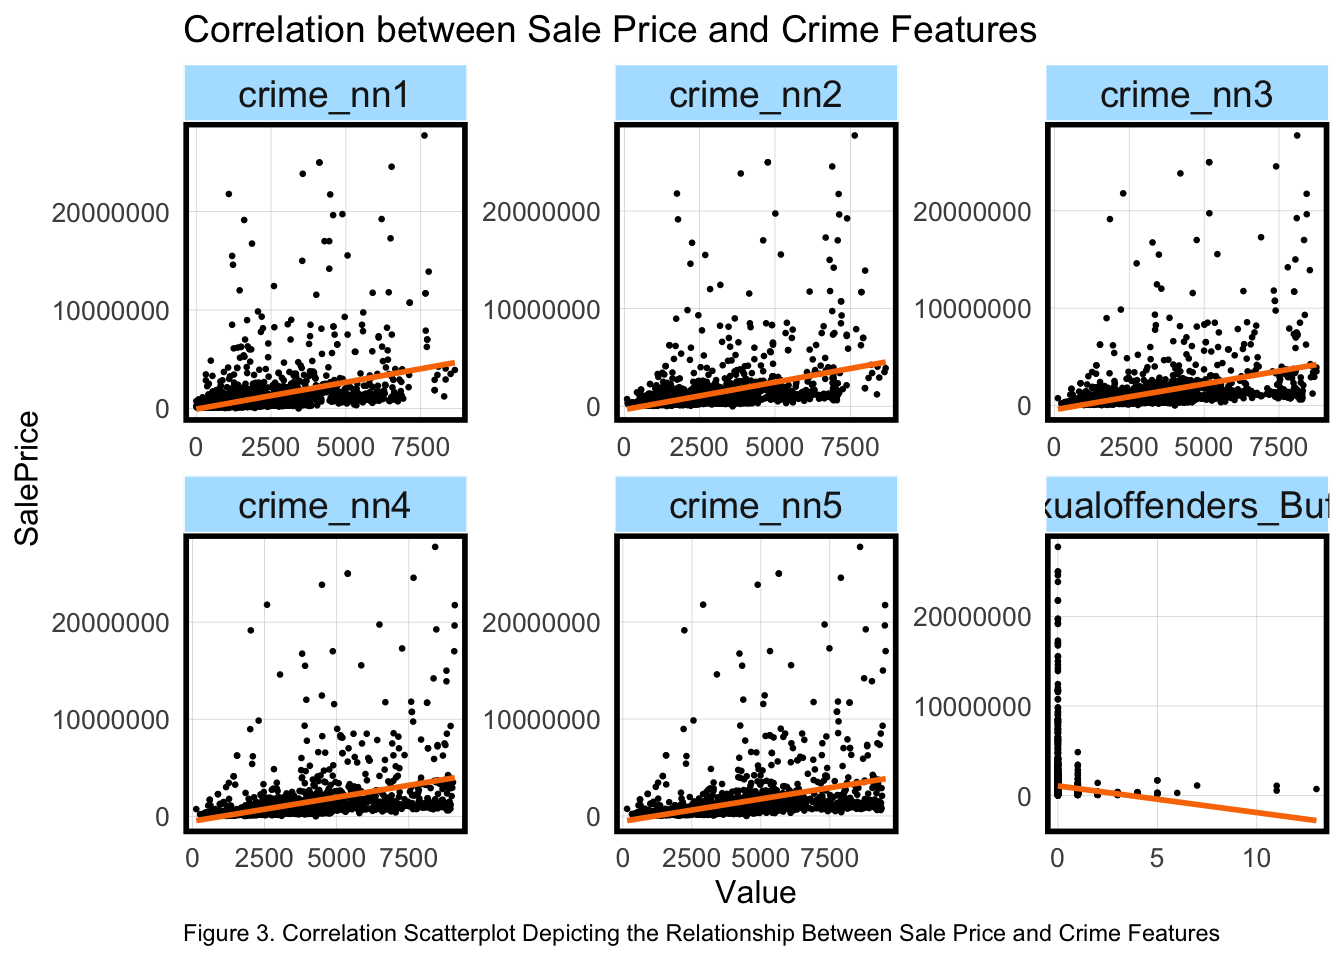 Correlation between Sale Price and Crime Features
crime_nn1
crime_nn2
crime_nn3
20000000
10000000
0
0 2500 5000 7500
20000000
10000000
0
0 2500 5000 7500
20000000
10000000
0
0 2500 5000 7500
SalePrice
crime_nn4
crime_nn5
xualoffenders_Buf
20000000
10000000
0
0 2500 5000 7500
20000000
10000000
0
0 2500 5000 7500
20000000
10000000
0
0 5 10
Value
Figure 3. Correlation Scatterplot Depicting the Relationship Between Sale Price and Crime Features